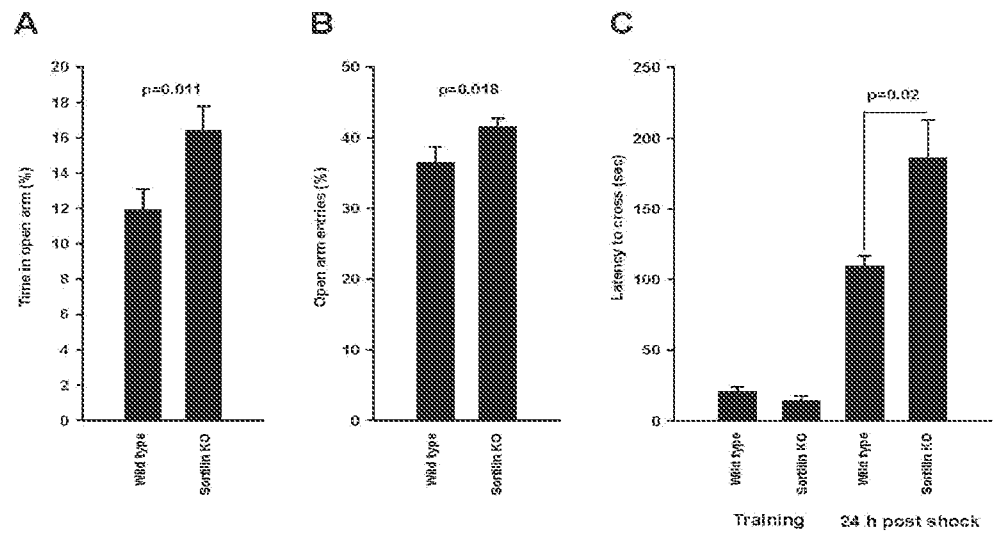 A
B
C
Time in open arm (%)
20
18
16
14
12
10
8
6
4
2
0
p=0.011
Wild type
Sortilin KO
Open arm entries (%)
50
40
30
20
10
0
p=0.018
Wild type
Sortilin KO
Latency to cross (sec)
250
200
150
100
50
0
p=0.02
Wild type
Sortilin KO
Wild type
Sortilin KO
Training
24 h post shock